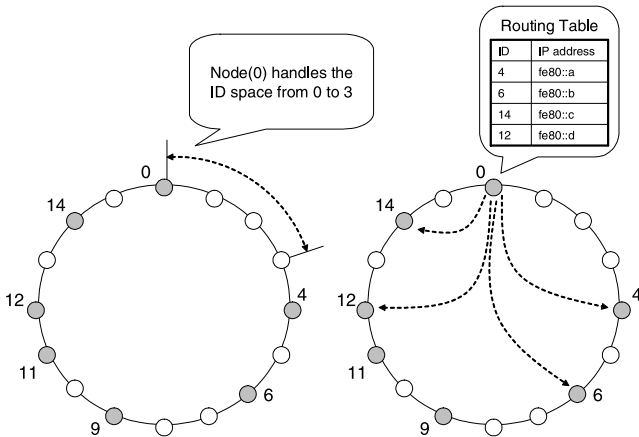 Node(0) handles the
ID space from 0 to 3
0
14
12
11
9
6
4
Routing Table
ID IP address
4 fe80::a
6 fe80::b
14 fe80::c
12 fe80::d
0
14
12
11
9
6
4